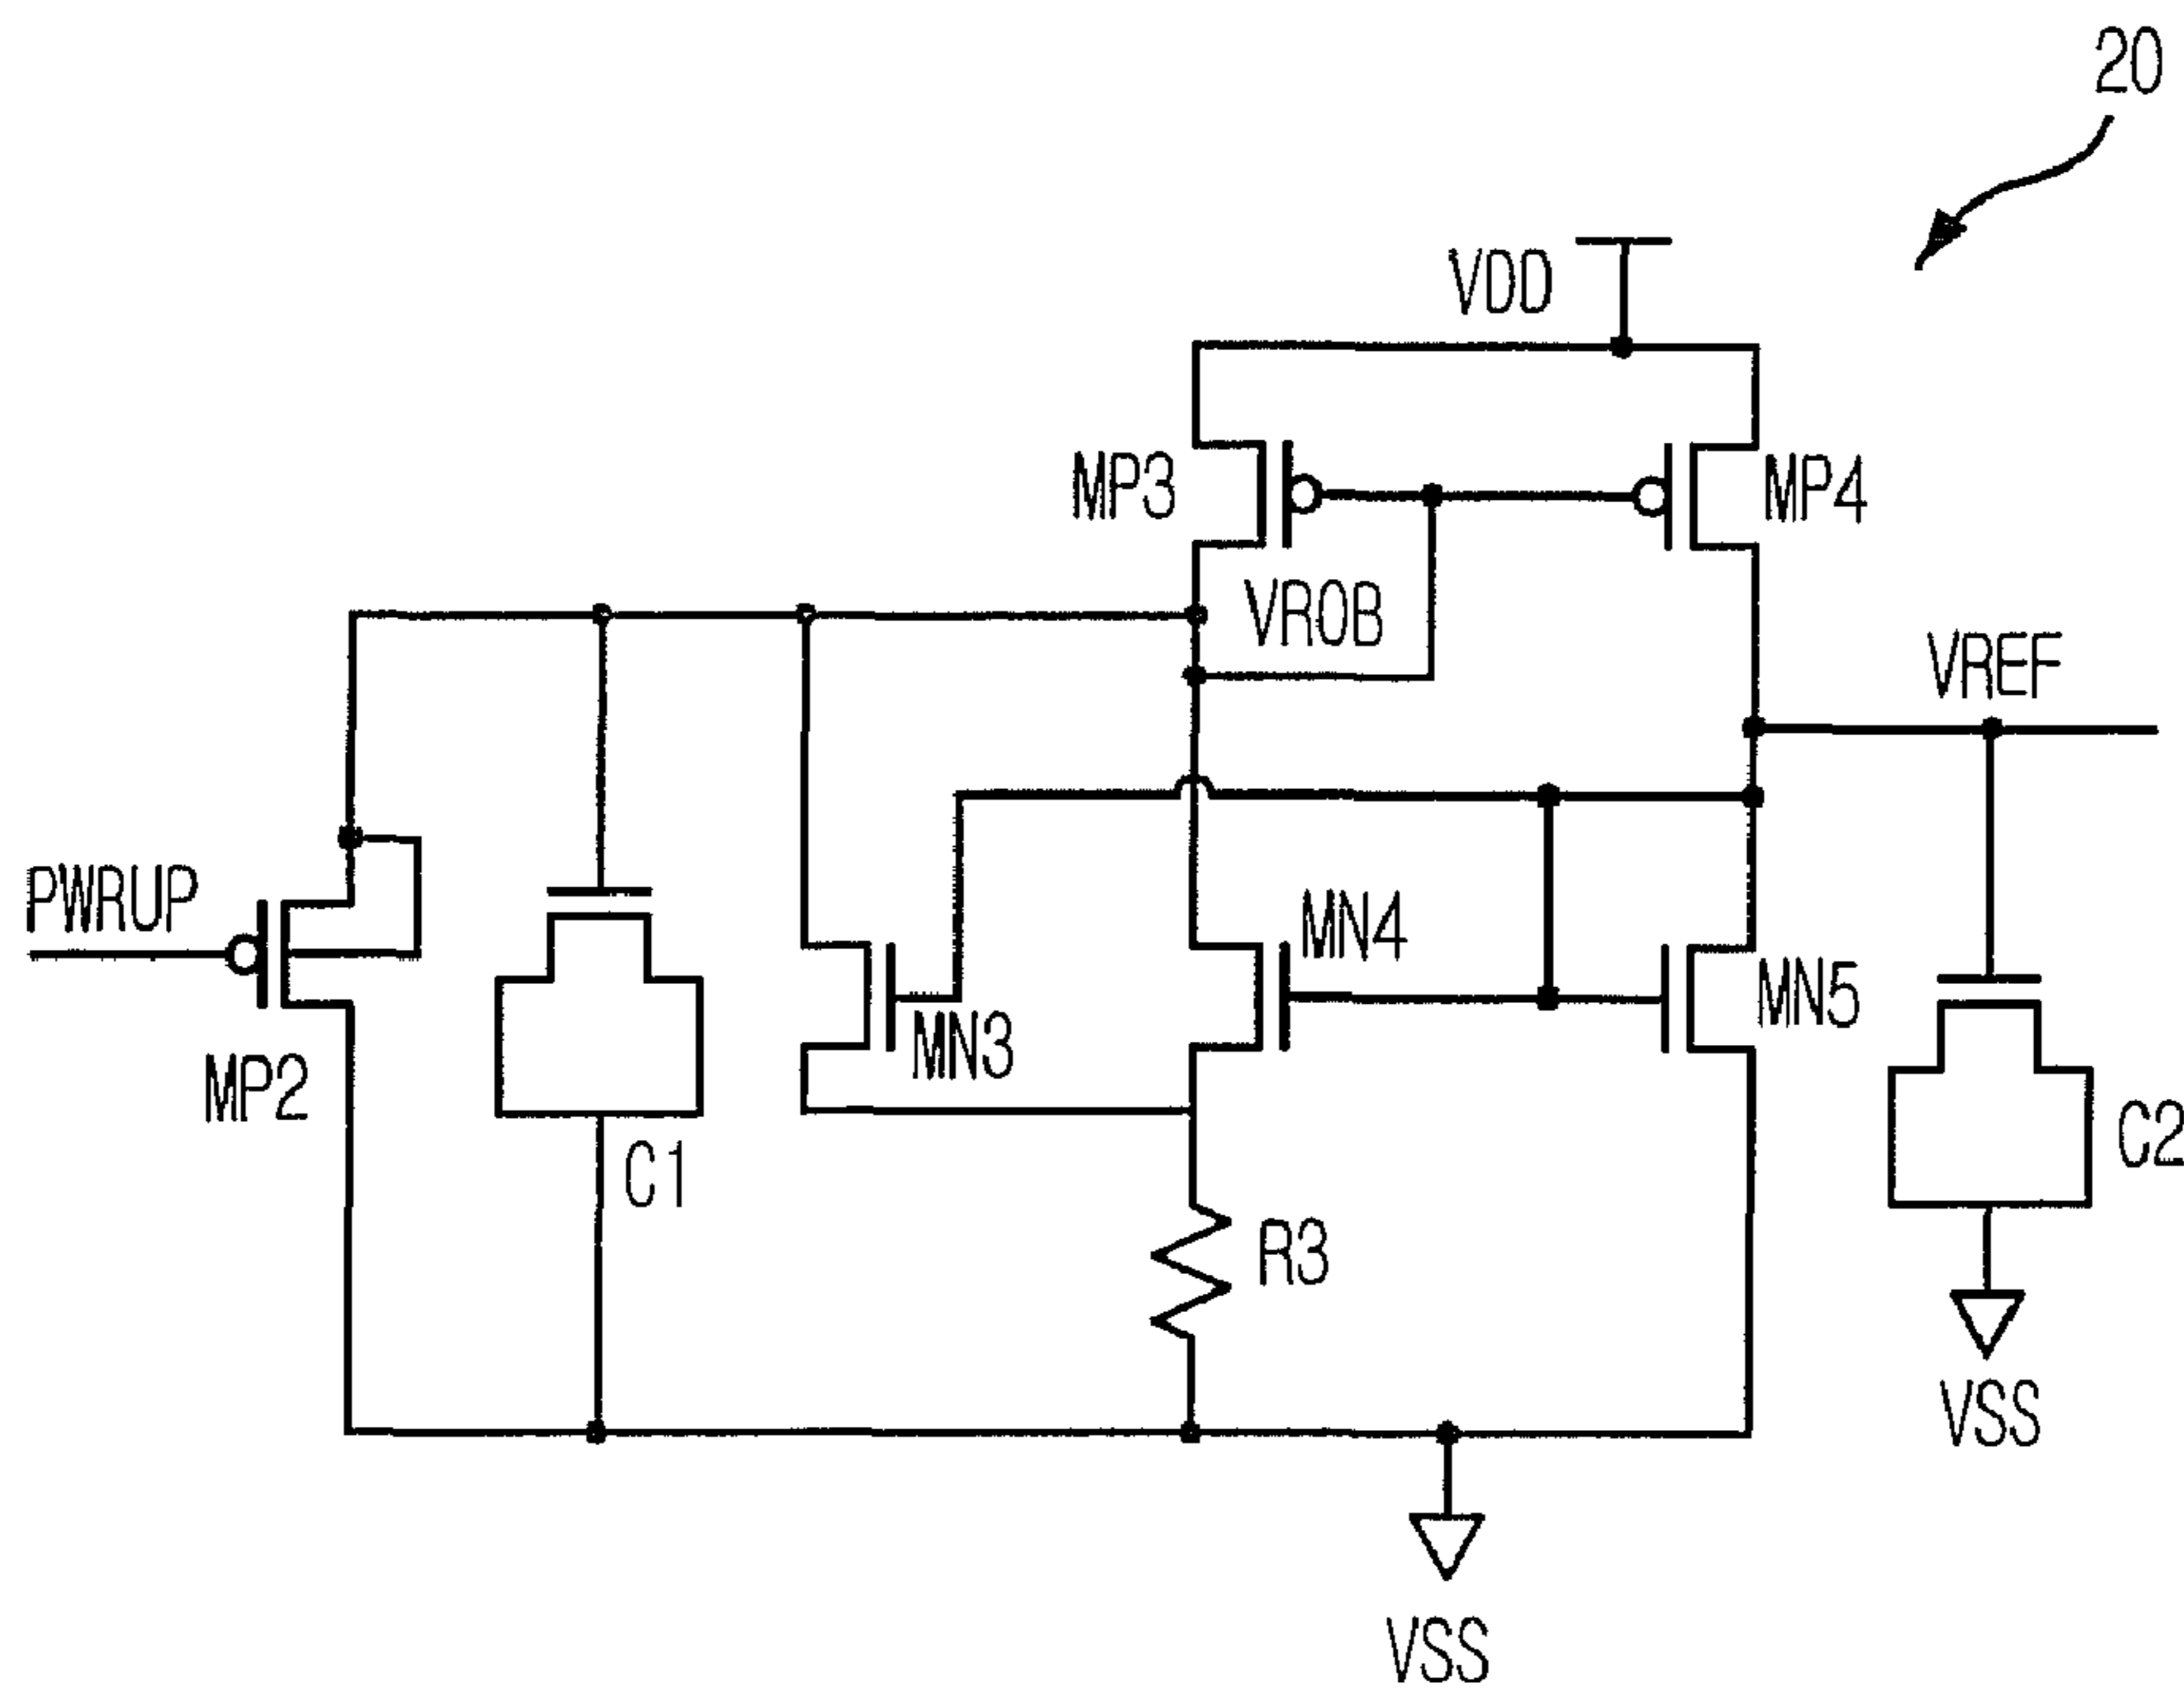 20
VDD
MP3
MP4
VR0B
VREF
PWRUP
MN4
MN5
MN3
MP2
C2
C1
R3
VSS
VSS